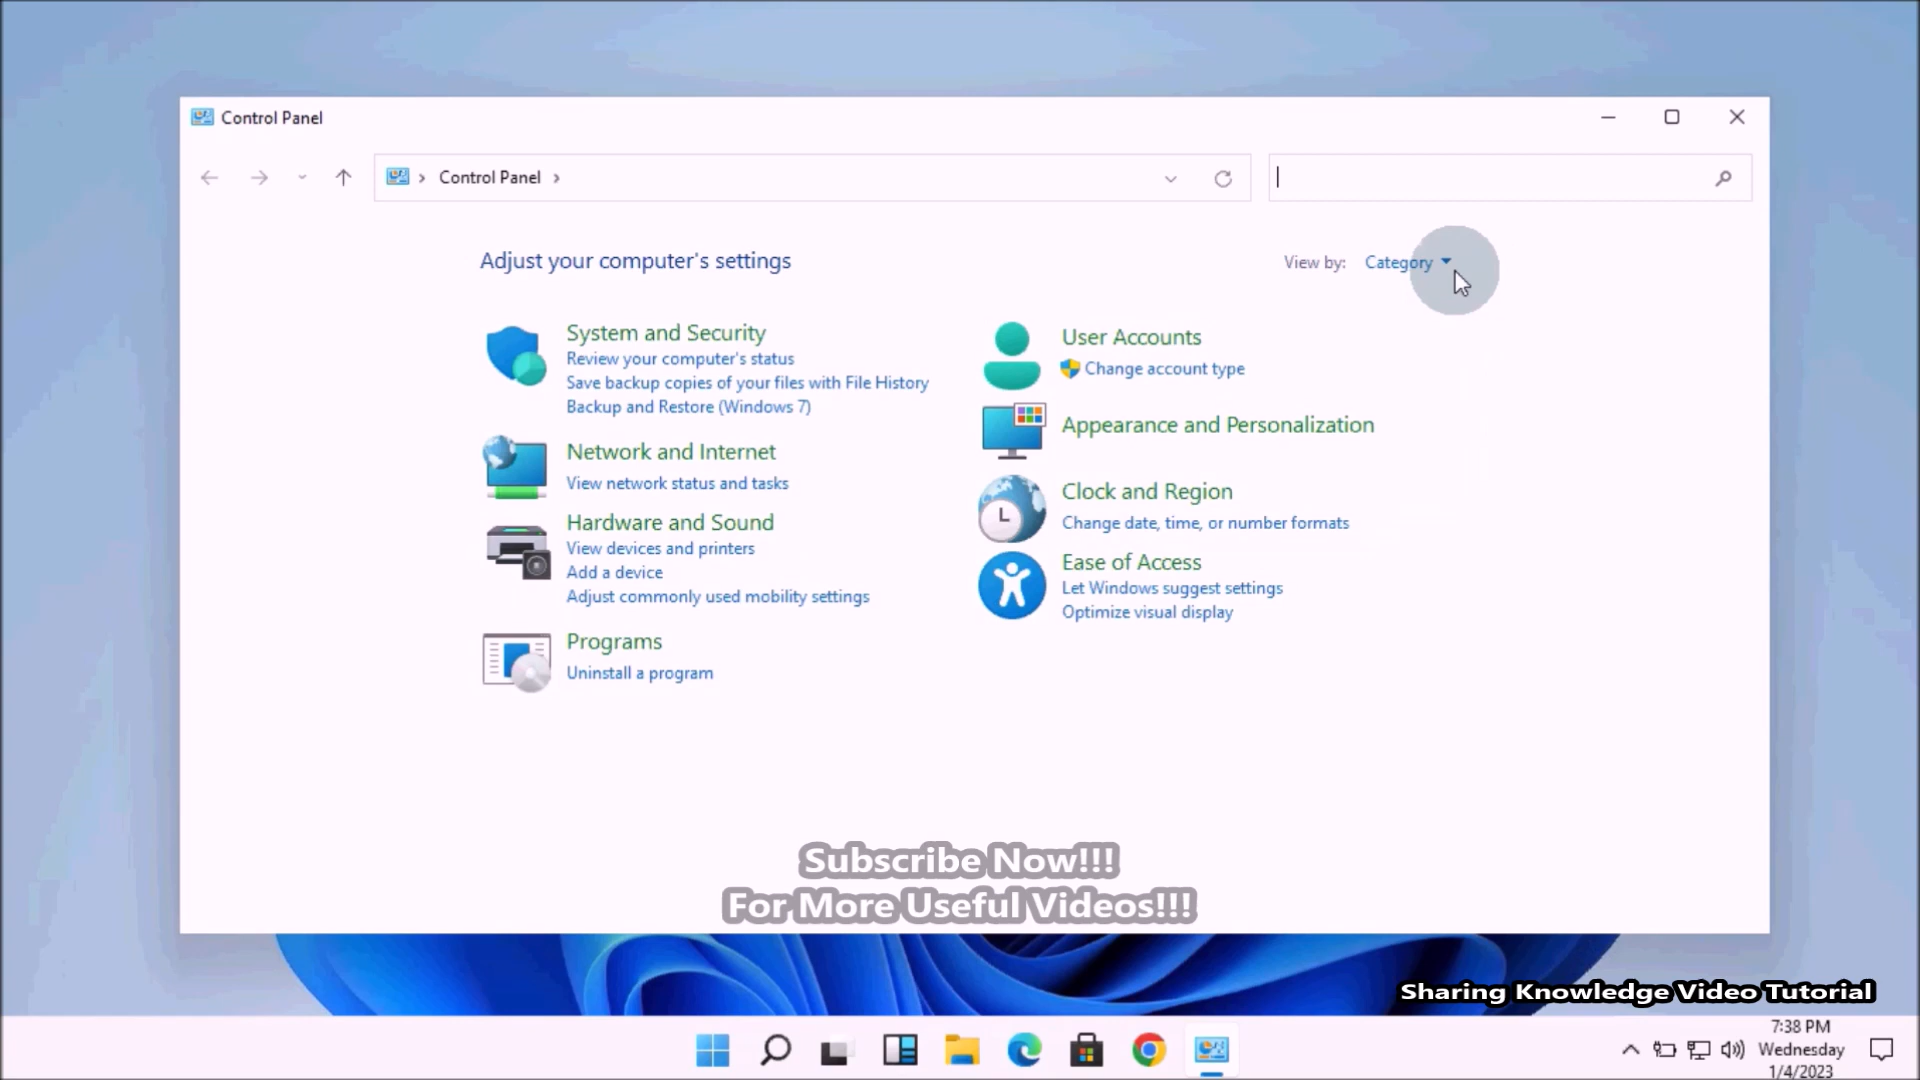 Control Panel
Control Panel
Adjust your computer's settings
View by: Category
System and Security
Review your computer's status
Save backup copies of your files with File History
Backup and Restore (Windows 7)
Network and Internet
View network status and tasks
Hardware and Sound
View devices and printers
Add a device
Adjust commonly used mobility settings
Programs
Uninstall a program
User Accounts
Change account type
Appearance and Personalization
Clock and Region
Change date, time, or number formats
Ease of Access
Let Windows suggest settings
Optimize visual display
Subscribe Now!!!
For More Useful Videos!!!
Sharing Knowledge Video Tutorial
7:38 PM
Wednesday
1/4/2023